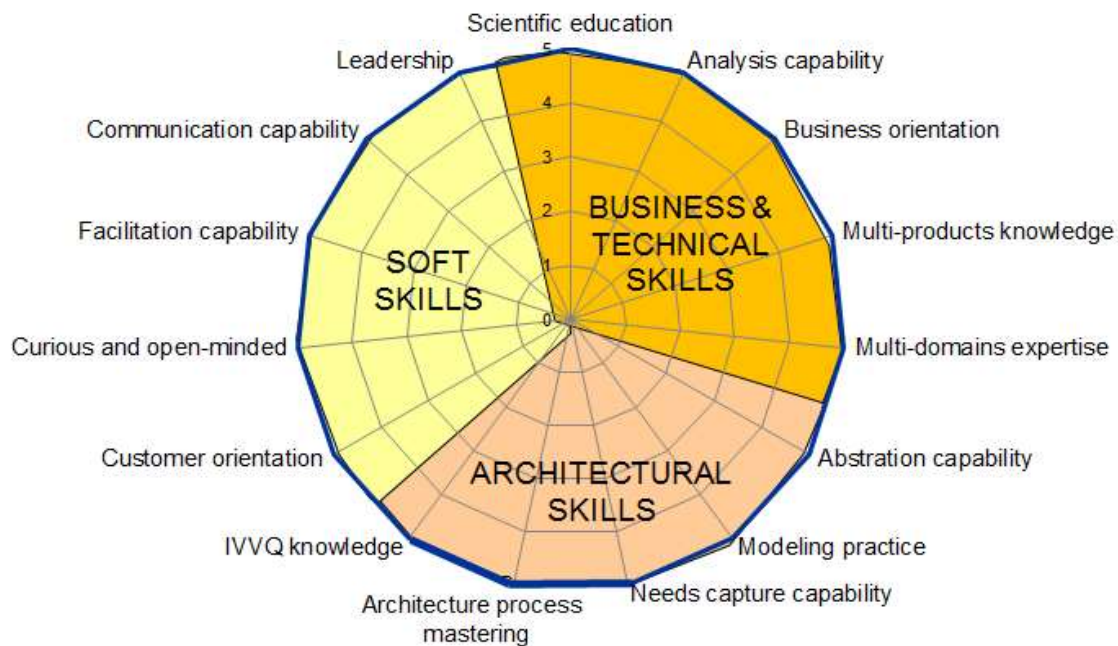 Scientific education
Leadership
Analysis capability
Communication capability
Business orientation
Facilitation capability
Multi-products knowledge
Curious and open-minded
Multi-domains expertise
Customer orientation
Abstration capability
IVVQ knowledge
Modeling practice
Architecture process
mastering
Needs capture capability
5
4
3
2
1
0
BUSINESS &
TECHNICAL
SKILLS
SOFT
SKILLS
ARCHITECTURAL
SKILLS